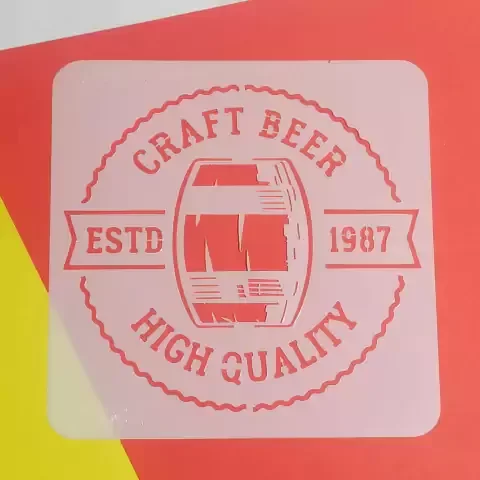 CRAFT BEER
ESTD 1987
HIGH QUALITY